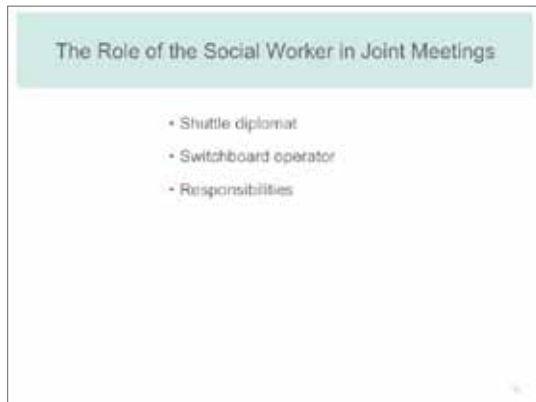 The Role of the Social Worker in Joint Meetings
• Shuttle diplomat
• Switchboard operator
• Responsibilities